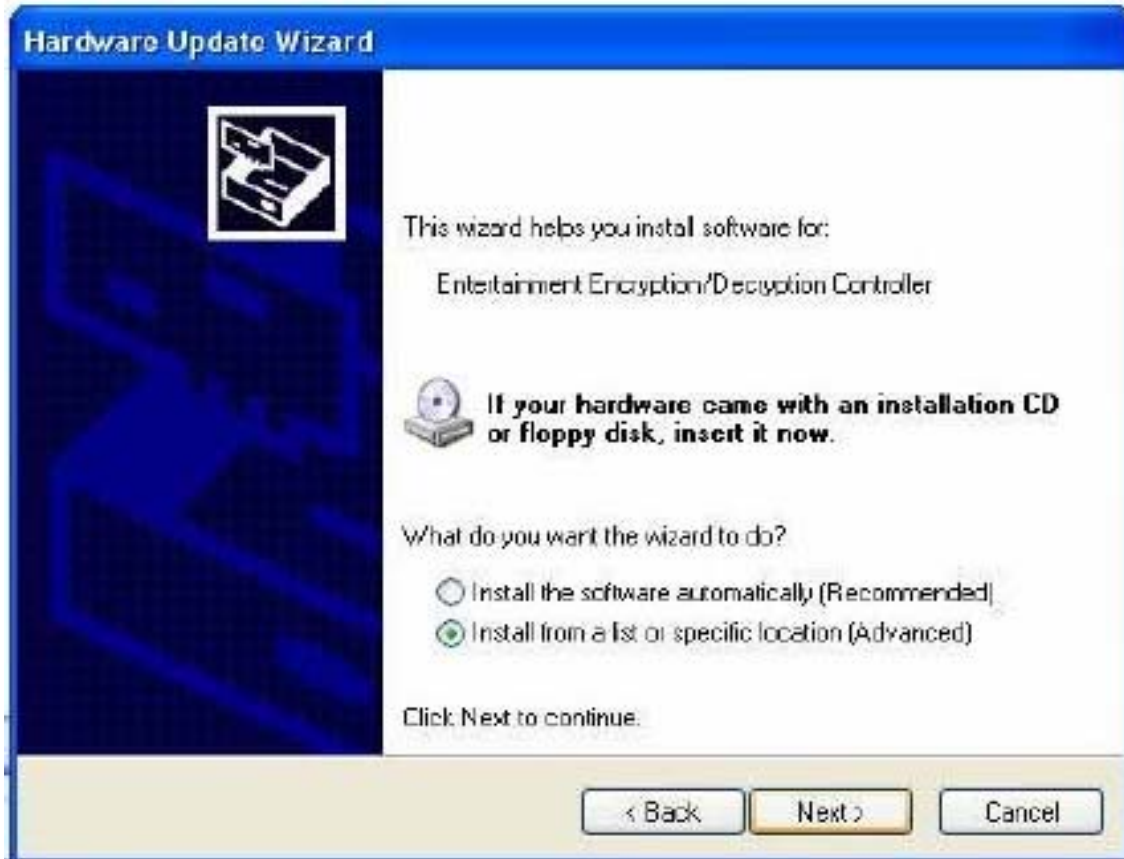 Hardware Update Wizard
This wizard helps you install software for:
Entertainment Encryption/Decryption Controller
If your hardware came with an installation CD
or floppy disk, insert it now.
What do you want the wizard to do?
Install the software automatically (Recommended)
Install from a list or specific location (Advanced)
Click Next to continue.
< Back
Next >
Cancel